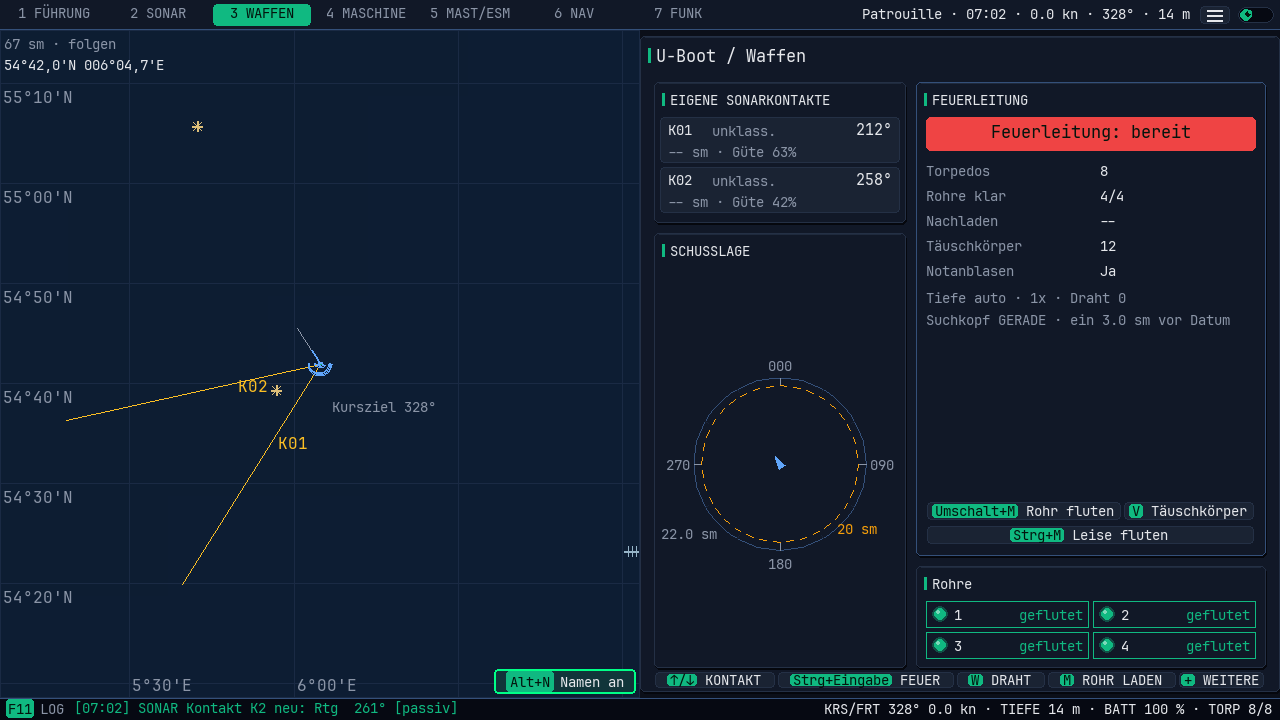 1 FÜHRUNG 2 SONAR 3 WAFFEN 4 MASCHINE 5 MAST/ESM 6 NAV 7 FUNK Patrouille · 07:02 · 0.0 kn · 328° · 14 m
67 sm · folgen
54°42,0'N 006°04,7'E
55°10'N
55°00'N
54°50'N
54°40'N
54°30'N
54°20'N
5°30'E 6°00'E
K02
K01
Kursziel 328°
Alt+N Namen an
U-Boot / Waffen
EIGENE SONARKONTAKTE
K01 unklass. 212°
-- sm · Güte 63%
K02 unklass. 258°
-- sm · Güte 42%
SCHUSSLAGE
000
270 090
22.0 sm 20 sm
180
FEUERLEITUNG
Feuerleitung: bereit
Torpedos 8
Rohre klar 4/4
Nachladen --
Täuschkörper 12
Notanblasen Ja
Tiefe auto · 1x · Draht 0
Suchkopf GERADE · ein 3.0 sm vor Datum
Umschalt+M Rohr fluten V Täuschkörper
Strg+M Leise fluten
Rohre
1 geflutet 2 geflutet
3 geflutet 4 geflutet
↑/↓ KONTAKT Strg+Eingabe FEUER W DRAHT M ROHR LADEN + WEITERE
F11 LOG [07:02] SONAR Kontakt K2 neu: Rtg 261° [passiv] KRS/FRT 328° 0.0 kn · TIEFE 14 m · BATT 100 % · TORP 8/8